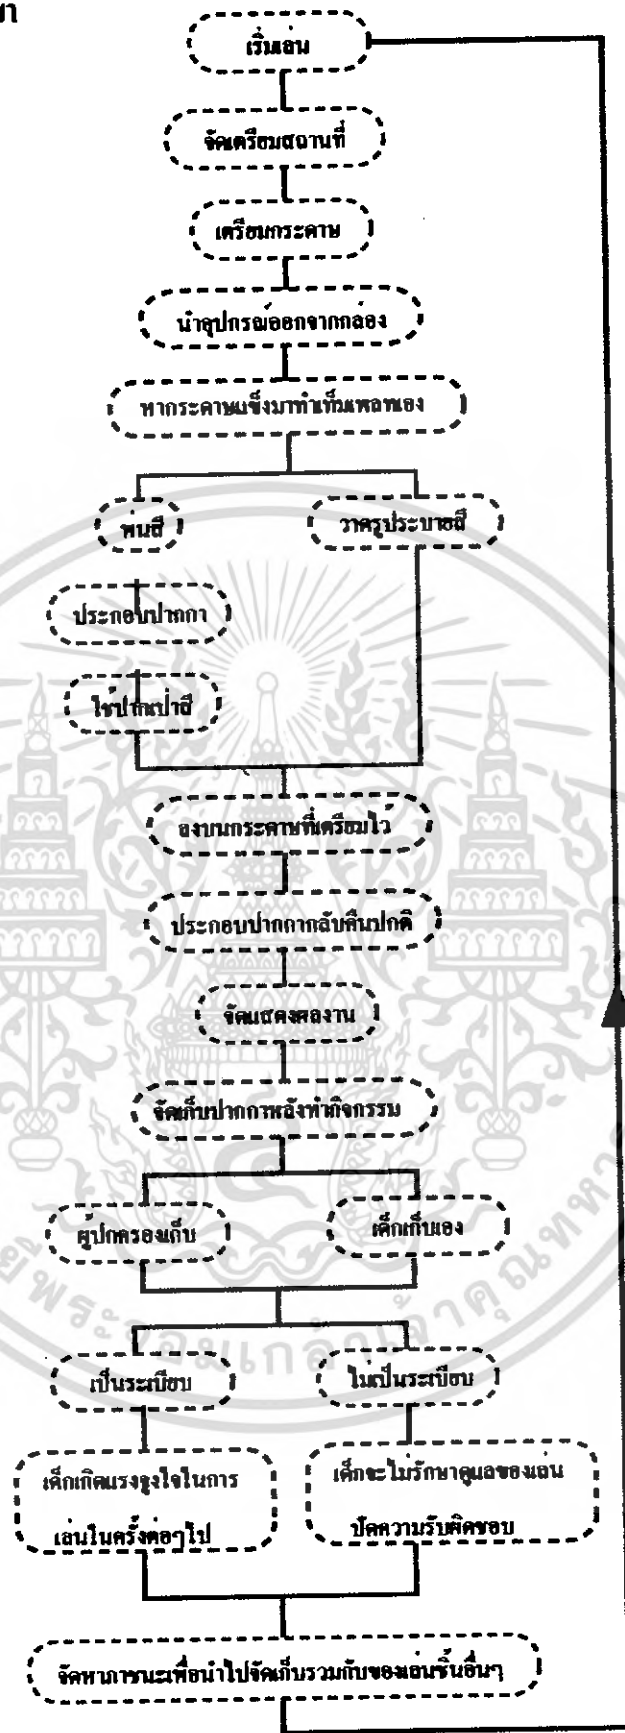 เริ่มเล่น
จัดเตรียมสถานที่
เตรียมกระดาษ
นำอุปกรณ์ออกจากกล่อง
หากระดาษแข็งมาทำเท็มเพลทเอง
พ่นสี วาดรูประบายสี
ประกอบปากกา
ใช้ปากเป่าสี
ลงบนกระดาษที่เตรียมไว้
ประกอบปากกากลับคืนปกติ
จัดแสดงผลงาน
จัดเก็บปากกาหลังทำกิจกรรม
ผู้ปกครองเก็บ เด็กเก็บเอง
เป็นระเบียบ ไม่เป็นระเบียบ
เด็กเกิดแรงจูงใจในการ เด็กจะไม่รักษาดูแลของเล่น
เล่นในครั้งต่อๆไป ปัดความรับผิดชอบ
จัดหาภาชนะเพื่อนำไปจัดเก็บรวมกับของเล่นชิ้นอื่นๆ